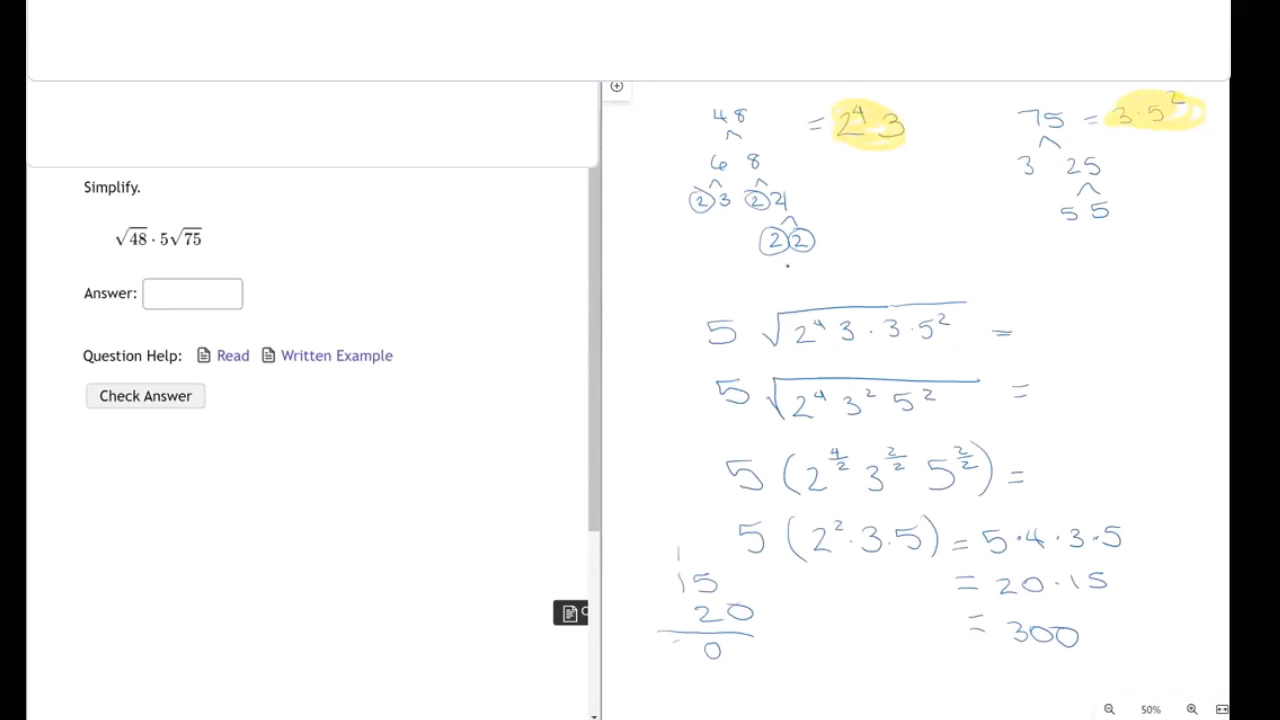 Simplify.
√48 · 5√75
Answer:
Question Help: Read Written Example
Check Answer
48 = 2⁴ 3
6 8
2 3 2 4
2 2
75 = 3·5²
3 25
5 5
5 √2⁴ 3 · 3 · 5² =
5 √2⁴ 3² 5² =
5 (2^(4/2) 3^(2/2) 5^(2/2)) =
5 (2² · 3 · 5) = 5 · 4 · 3 · 5
= 20 · 15
= 300
1
15
20
0
50%